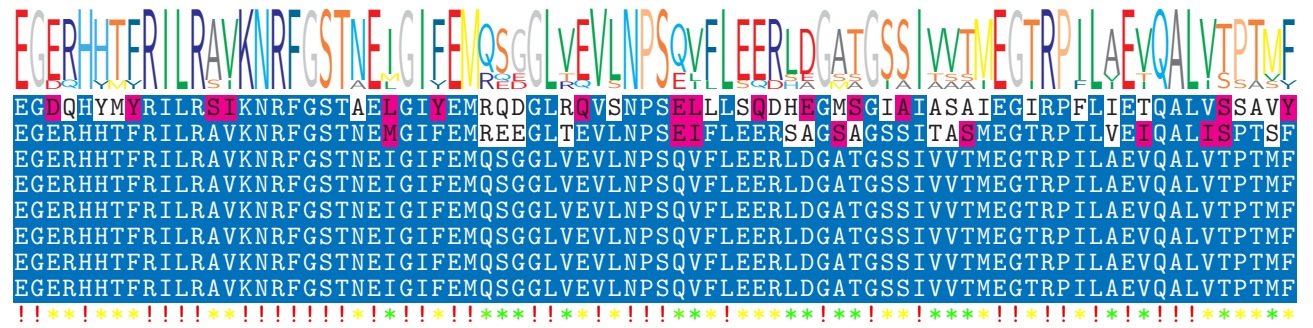 EGERHHTFRILRAVKNRFGSTNEIGIFEMQSGGLVEVLNPSQVFLEERLDGATGSSIVVTMEGTRPILAEVQALVTPTMF
EGDQHYMYRILRSIKNRFGSTAELGIYEMRQDGLRQVSNPSELLLSQDHEGMSGIAIASAIEGIRPFLIETQALVSSAVY
EGERHHTFRILRAVKNRFGSTNEMGIFEMREEGLTEVLNPSEIFLEERSAGSAGSSITASMEGTRPILVEIQALISPTSF
EGERHHTFRILRAVKNRFGSTNEIGIFEMQSGGLVEVLNPSQVFLEERLDGATGSSIVVTMEGTRPILAEVQALVTPTMF
EGERHHTFRILRAVKNRFGSTNEIGIFEMQSGGLVEVLNPSQVFLEERLDGATGSSIVVTMEGTRPILAEVQALVTPTMF
EGERHHTFRILRAVKNRFGSTNEIGIFEMQSGGLVEVLNPSQVFLEERLDGATGSSIVVTMEGTRPILAEVQALVTPTMF
EGERHHTFRILRAVKNRFGSTNEIGIFEMQSGGLVEVLNPSQVFLEERLDGATGSSIVVTMEGTRPILAEVQALVTPTMF
EGERHHTFRILRAVKNRFGSTNEIGIFEMQSGGLVEVLNPSQVFLEERLDGATGSSIVVTMEGTRPILAEVQALVTPTMF
EGERHHTFRILRAVKNRFGSTNEIGIFEMQSGGLVEVLNPSQVFLEERLDGATGSSIVVTMEGTRPILAEVQALVTPTMF
!!**!***!!!!**!!!!!!!*!*!!*!!***!!**!*!!!***!*****!**!**!****!!*!!*!*!*!!!******